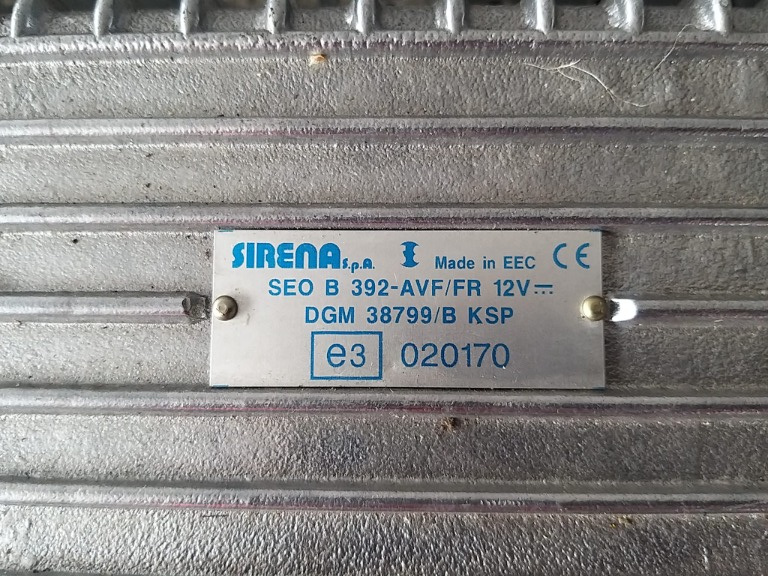 SIRENA S.p.A. Made in EEC CE
SEO B 392-AVF/FR 12V⎓
DGM 38799/B KSP
e3 020170